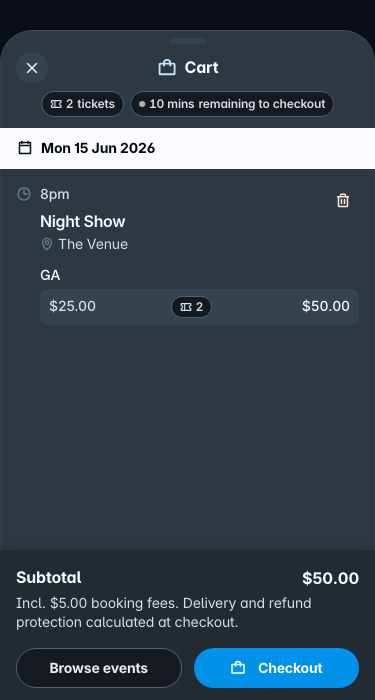 Cart
2 tickets
10 mins remaining to checkout
Mon 15 Jun 2026
8pm
Night Show
The Venue
GA
$25.00 2 $50.00
Subtotal $50.00
Incl. $5.00 booking fees. Delivery and refund
protection calculated at checkout.
Browse events
Checkout